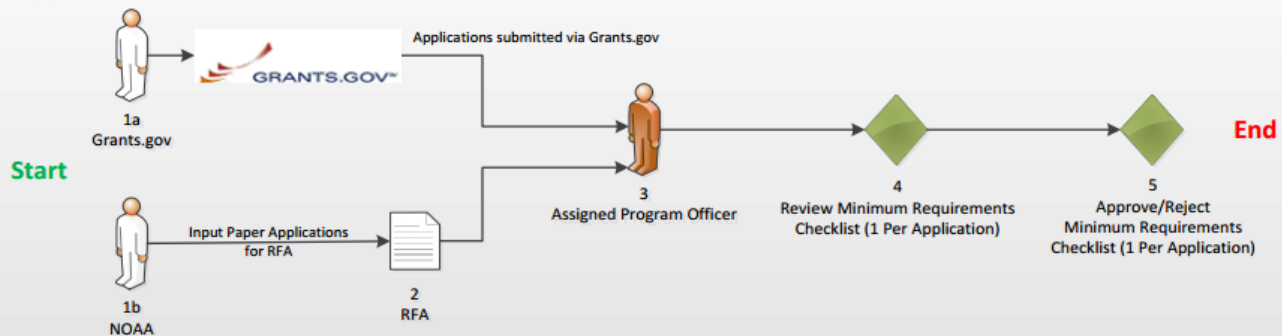 Applications submitted via Grants.gov
GRANTS.GOV℠
1a
Grants.gov
Start
End
3
Assigned Program Officer
4
Review Minimum Requirements
Checklist (1 Per Application)
5
Approve/Reject
Minimum Requirements
Checklist (1 Per Application)
Input Paper Applications
for RFA
2
RFA
1b
NOAA